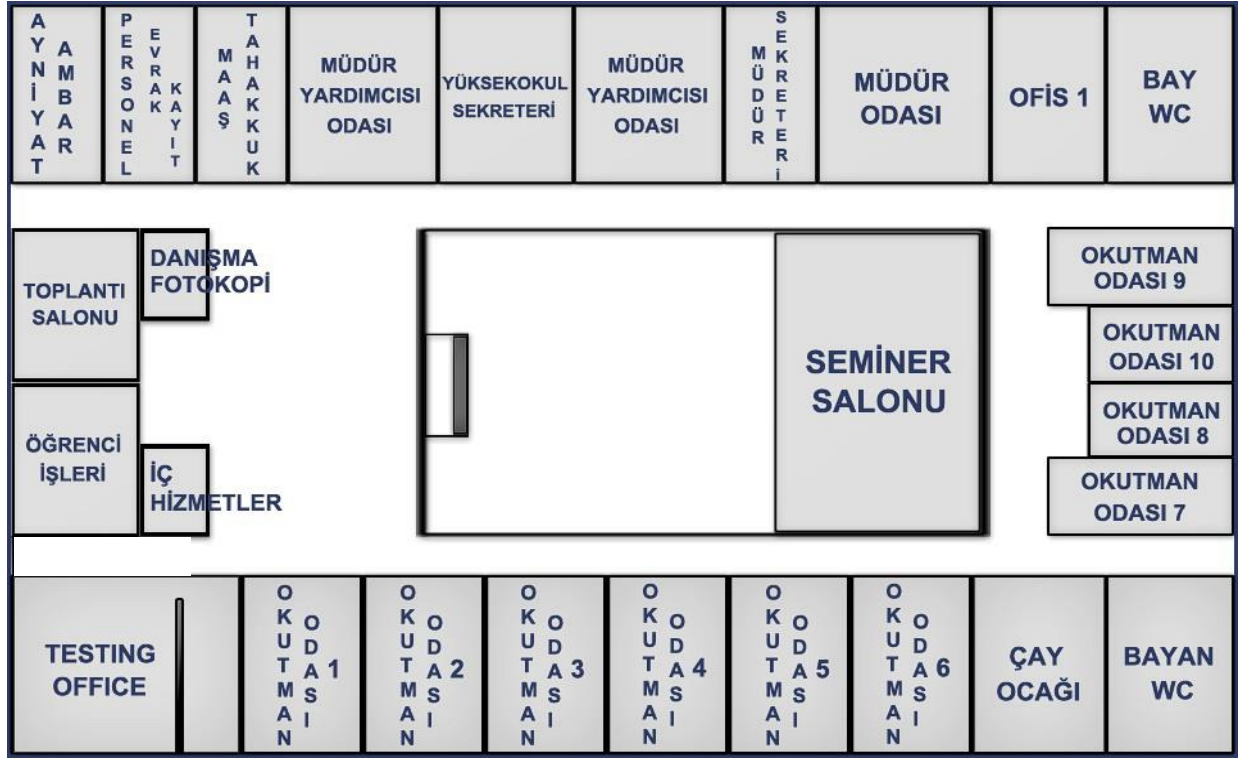 AYNİYAT
AMBAR
PERSONEL
EVRAK
KAYIT
MAAŞ
TAHAKKUK
MÜDÜR
YARDIMCISI
ODASI
YÜKSEKOKUL
SEKRETERİ
MÜDÜR
YARDIMCISI
ODASI
MÜDÜR
SEKRETERİ
MÜDÜR
ODASI
OFİS 1
BAY
WC
TOPLANTI
SALONU
DANIŞMA
FOTOKOPİ
ÖĞRENCİ
İŞLERİ
İÇ
HİZMETLER
SEMİNER
SALONU
OKUTMAN
ODASI 9
OKUTMAN
ODASI 10
OKUTMAN
ODASI 8
OKUTMAN
ODASI 7
TESTING
OFFICE
OKUTMAN
ODASI
1
OKUTMAN
ODASI
2
OKUTMAN
ODASI
3
OKUTMAN
ODASI
4
OKUTMAN
ODASI
5
OKUTMAN
ODASI
6
ÇAY
OCAĞI
BAYAN
WC